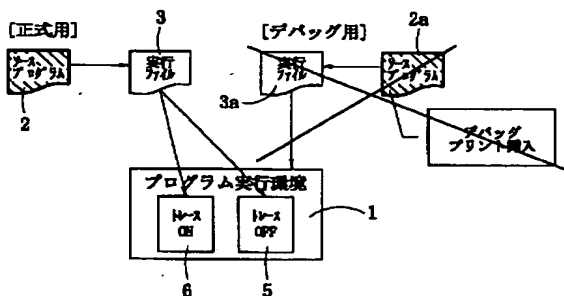 [正式用]
3
[デバッグ用]
2a
ソース
プログラム
実行
ファイル
実行
ファイル
ソース
プログラム
2
3a
デバッグ
プリント挿入
プログラム実行環境
トレース
ON
トレース
OFF
1
6
5